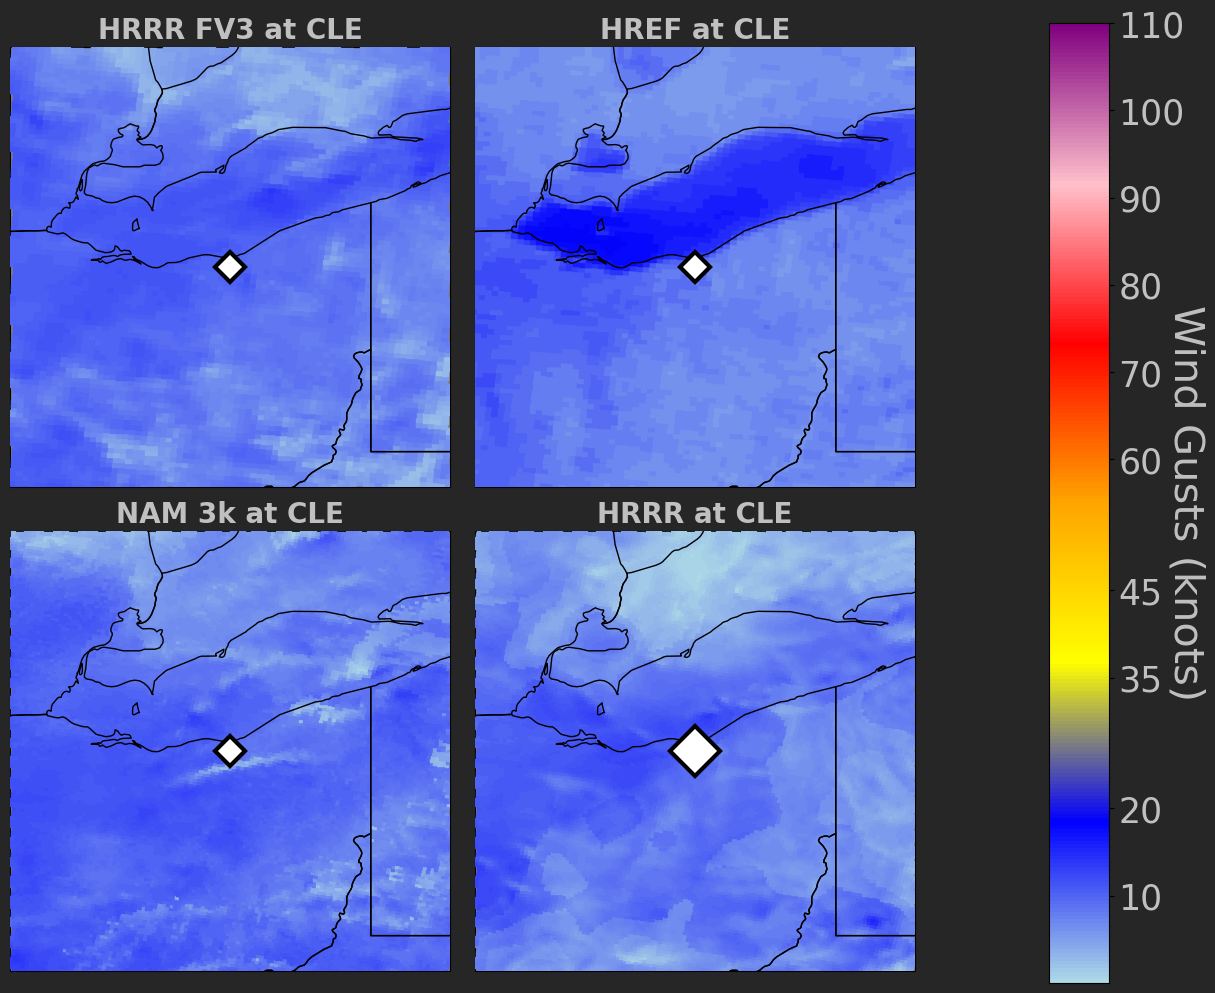 HRRR FV3 at CLE
HREF at CLE
NAM 3k at CLE
HRRR at CLE
110
100
90
80
70
60
45
35
20
10
Wind Gusts (knots)